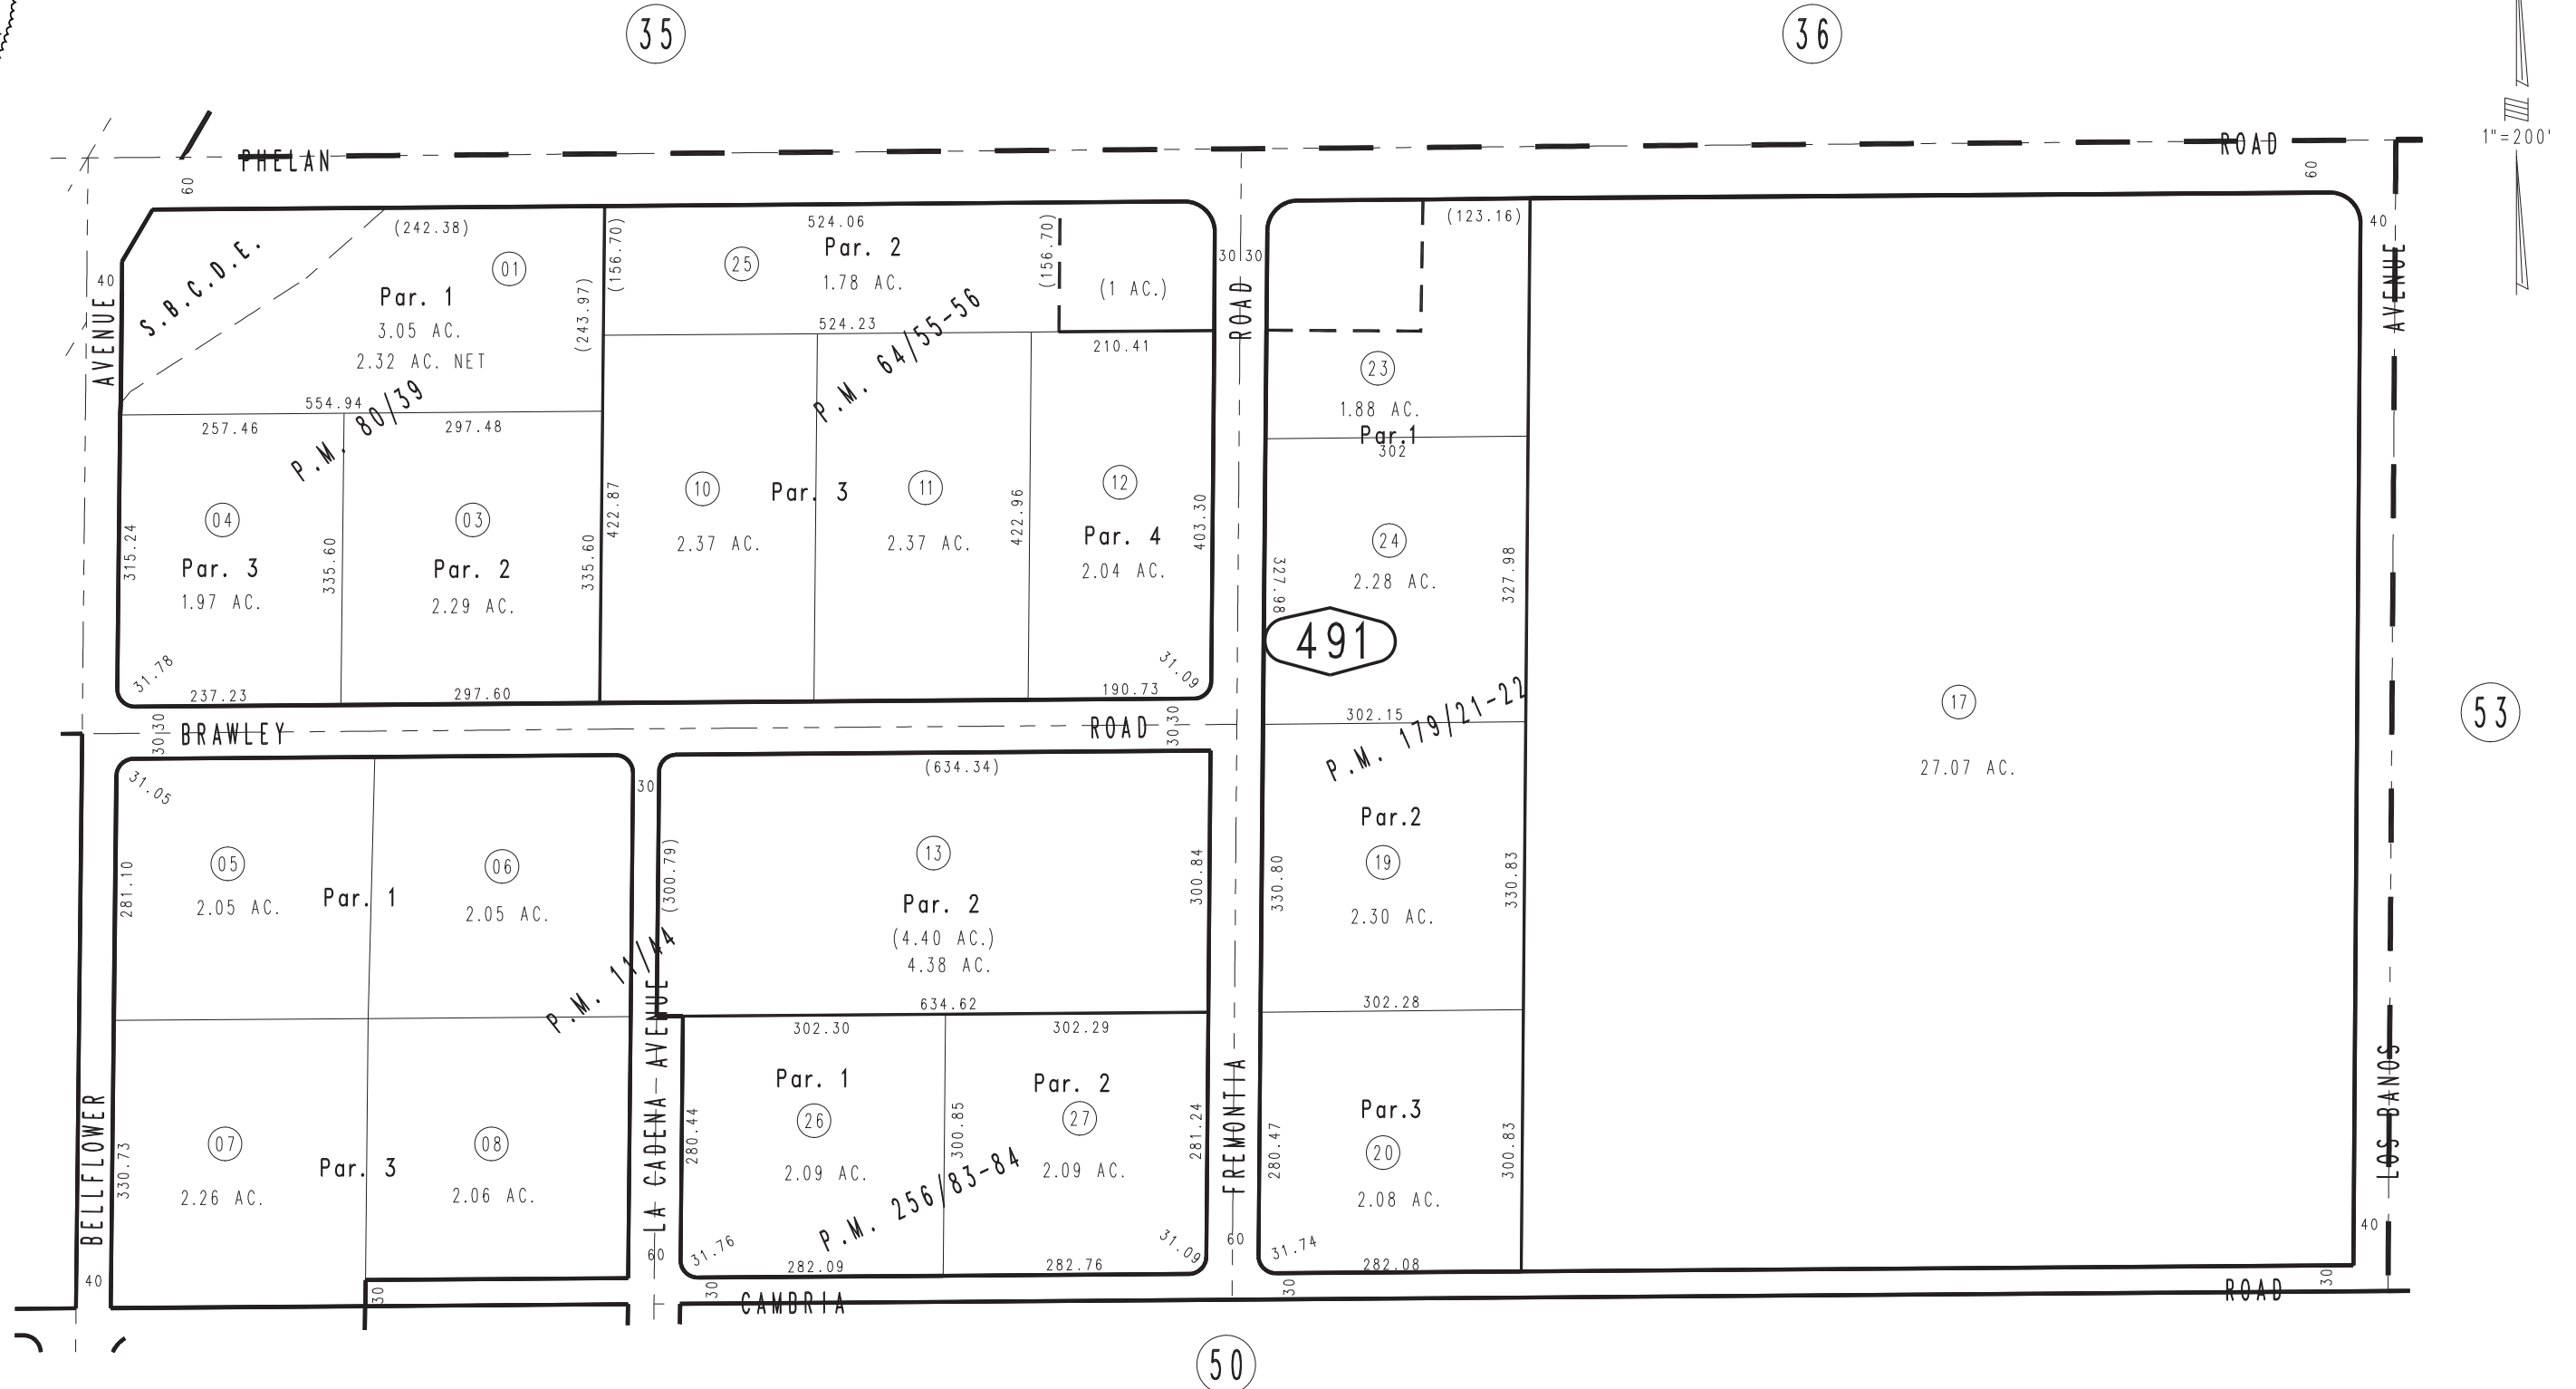 35
36
1"=200'
PHELAN
ROAD
60
60
524.06
(242.38)
(123.16)
40
40
S.B.C.D.E.
01
25
Par. 2
1.78 AC.
(156.70)
(156.70)
(1 AC.)
30 30
Par. 1
3.05 AC.
2.32 AC. NET
(243.97)
524.23
210.41
P.M. 64/55-56
AVENUE
ROAD
AVENUE
23
1.88 AC.
Par.1
302
554.94
257.46
297.48
P.M. 80/39
04
Par. 3
1.97 AC.
315.24
335.60
03
Par. 2
2.29 AC.
335.60
422.87
10
2.37 AC.
Par. 3
11
2.37 AC.
422.96
12
Par. 4
2.04 AC.
403.30
24
2.28 AC.
327.98
327.98
491
31.78
237.23
297.60
190.73
31.09
302.15
P.M. 179/21-22
17
27.07 AC.
53
BRAWLEY
ROAD
30 30
30 30
31.05
30
(634.34)
05
2.05 AC.
281.10
Par. 1
06
2.05 AC.
(300.79)
13
Par. 2
(4.40 AC.)
4.38 AC.
300.84
634.62
Par.2
19
2.30 AC.
330.80
330.83
302.28
P.M. 11/44
302.30
302.29
07
2.26 AC.
330.73
Par. 3
08
2.06 AC.
Par. 1
26
2.09 AC.
280.44
300.85
Par. 2
27
2.09 AC.
281.24
P.M. 256/83-84
Par.3
20
2.08 AC.
280.47
300.83
BELLFLOWER
LA CADENA AVENUE
FREMONTIA
LOS BANOS
31.76
282.09
282.76
31.09
31.74
282.08
60
60
40
40
30
30
30
30
CAMBRIA
ROAD
50